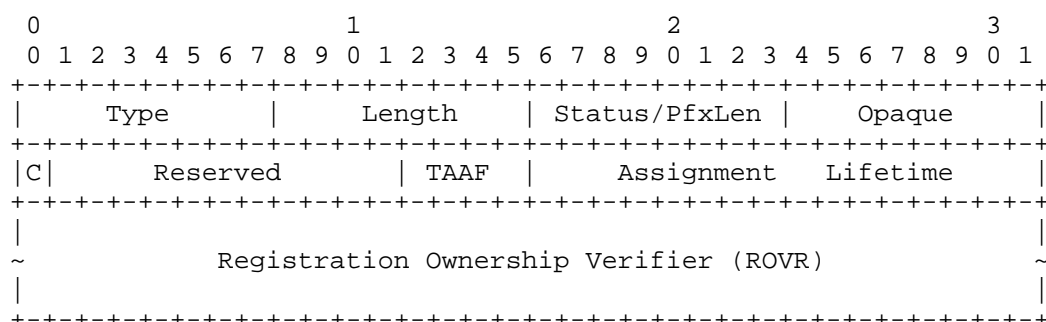 0                   1                   2                   3
 0 1 2 3 4 5 6 7 8 9 0 1 2 3 4 5 6 7 8 9 0 1 2 3 4 5 6 7 8 9 0 1
+-+-+-+-+-+-+-+-+-+-+-+-+-+-+-+-+-+-+-+-+-+-+-+-+-+-+-+-+-+-+-+-+
|     Type      |     Length    | Status/PfxLen |    Opaque     |
+-+-+-+-+-+-+-+-+-+-+-+-+-+-+-+-+-+-+-+-+-+-+-+-+-+-+-+-+-+-+-+-+
|C|      Reserved       | TAAF  |     Assignment   Lifetime     |
+-+-+-+-+-+-+-+-+-+-+-+-+-+-+-+-+-+-+-+-+-+-+-+-+-+-+-+-+-+-+-+-+
|                                                               |
~            Registration Ownership Verifier (ROVR)             ~
|                                                               |
+-+-+-+-+-+-+-+-+-+-+-+-+-+-+-+-+-+-+-+-+-+-+-+-+-+-+-+-+-+-+-+-+